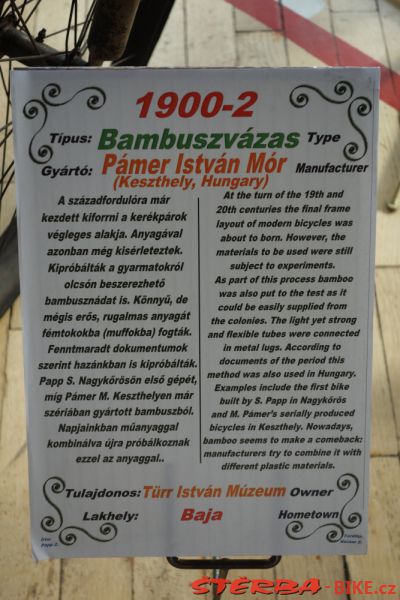 1900-2
Típus: Bambuszvázas Type
Gyártó: Pámer István Mór Manufacturer
(Keszthely, Hungary)
A századfordulóra már
kezdett kiforrni a kerékpárok
végleges alakja. Anyagával
azonban még kisérleteztek.
Kipróbálták a gyarmatokról
olcsón beszerezhető
bambusznádat is. Könnyű, de
mégis erős, rugalmas anyagát
fémtokokba (muffokba) fogták.
Fenntmaradt dokumentumok
szerint hazánkban is kipróbálták.
Papp S. Nagykőrösön első gépét,
míg Pámer M. Keszthelyen már
szériában gyártott bambuszból.
Napjainkban műanyaggal
kombinálva újra próbálkoznak
ezzel az anyaggal..
At the turn of the 19th and
20th centuries the final frame
layout of modern bicycles was
about to born. However, the
materials to be used were still
subject to experiments.
As part of this process bamboo
was also put to the test as it
could be easily supplied from
the colonies. The light yet strong
and flexible tubes were connected
in metal lugs. According to
documents of the period this
method was also used in Hungary.
Examples include the first bike
built by S. Papp in Nagykőrös
and M. Pámer's serially produced
bicycles in Keszthely. Nowadays,
bamboo seems to make a comeback:
manufacturers try to combine it with
different plastic materials.
Tulajdonos: Türr István Múzeum Owner
Lakhely: Baja Hometown
Papp
ŠTĚRBA-BIKE.cz